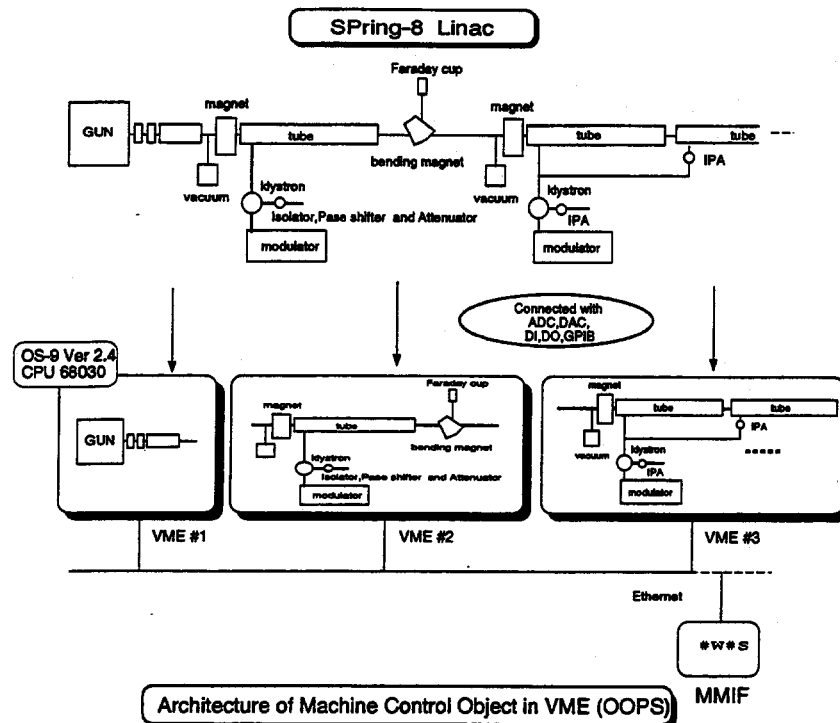 SPring-8 Linac
Faraday cup
magnet
magnet
GUN
tube
tube
tube
bending magnet
IPA
vacuum
klystron
vacuum
klystron
Isolator,Pase shifter and Attenuator
IPA
modulator
modulator
Connected with
ADC,DAC,
DI,DO,GPIB
OS-9 Ver 2.4
CPU 68030
Faraday cup
magnet
magnet
tube
tube
tube
GUN
bending magnet
IPA
vacuum
klystron
klystron
Isolator,Pase shifter and Attenuator
IPA
modulator
modulator
VME #1
VME #2
VME #3
Ethernet
#W#S
MMIF
Architecture of Machine Control Object in VME (OOPS)